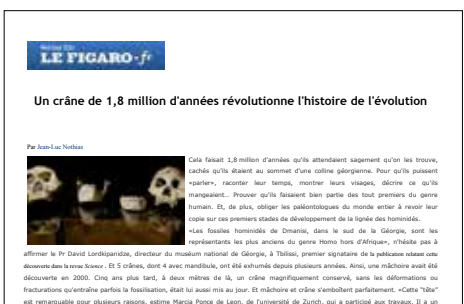 LE FIGARO·fr
Un crâne de 1,8 million d'années révolutionne l'histoire de l'évolution
Par Jean-Luc Nothias
Cela faisait 1,8 million d'années qu'ils attendaient sagement qu'on les trouve,
cachés qu'ils étaient au sommet d'une colline géorgienne. Pour qu'ils puissent
«parler», raconter leur temps, montrer leurs visages, décrire ce qu'ils
mangeaient... Prouver qu'ils faisaient bien partie des tout premiers du genre
humain. Et, de plus, obliger les paléontologues du monde entier à revoir leur
copie sur ces premiers stades de développement de la lignée des hominidés.
«Les fossiles hominidés de Dmanisi, dans le sud de la Géorgie, sont les
représentants les plus anciens du genre Homo hors d'Afrique», n'hésite pas à
affirmer le Pr David Lordkipanidze, directeur du muséum national de Géorgie, à Tbilissi, premier signataire de la publication relatant cette
découverte dans la revue Science. Et 5 crânes, dont 4 avec mandibule, ont été exhumés depuis plusieurs années. Ainsi, une mâchoire avait été
découverte en 2000. Cinq ans plus tard, à deux mètres de là, un crâne magnifiquement conservé, sans les déformations ou
fracturations qu'entraîne parfois la fossilisation, était lui aussi mis au jour. Et mâchoire et crâne s'emboîtent parfaitement. «Cette "tête"
est remarquable pour plusieurs raisons, estime Marcia Ponce de Leon, de l'université de Zurich, qui a participé aux travaux. Il a un